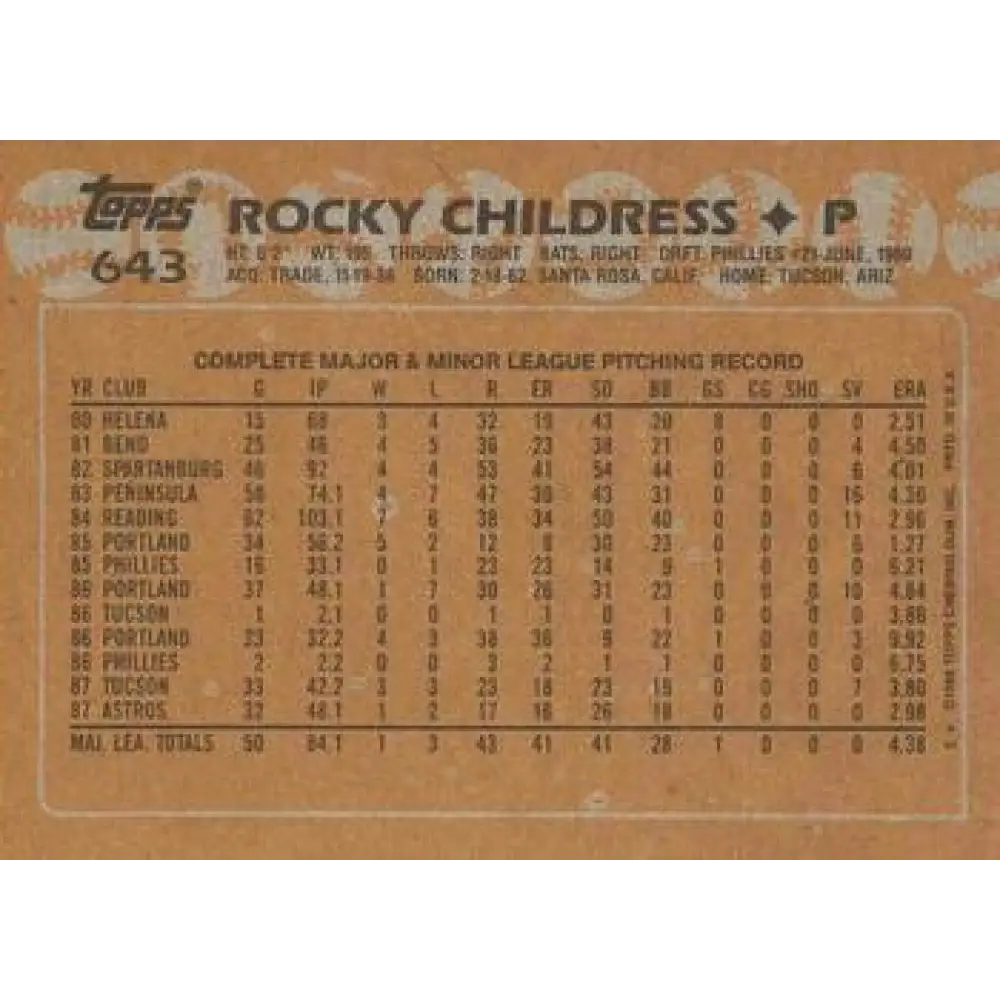 Topps ROCKY CHILDRESS ✦ P
643
HT: 6'2" WT: 195 THROWS: RIGHT BATS: RIGHT DRFT: PHILLIES #21-JUNE, 1980
ACQ: TRADE, 11-19-86 BORN: 2-18-62, SANTA ROSA, CALIF. HOME: TUCSON, ARIZ.
COMPLETE MAJOR & MINOR LEAGUE PITCHING RECORD
YR CLUB G IP W L R ER SO BB GS CG SHO SV ERA
80 HELENA 15 68 3 4 32 19 43 20 8 0 0 0 2.51
81 BEND 25 46 4 5 36 23 38 21 0 0 0 4 4.50
82 SPARTANBURG 46 92 4 4 53 41 54 44 0 0 0 6 4.01
83 PENINSULA 56 74.1 4 7 47 30 43 31 0 0 0 16
84 READING 62 103.1 7 6 38 34 50 40 0 0 0 11 2.96
85 PORTLAND 34 56.2 5 2 12 8 30 23 0 0 0 6 1.27
85 PHILLIES 16 33.1 0 1 23 23 14 9 1 0 0 0 6.21
86 PORTLAND 37 48.1 1 7 30 26 31 23 0 0 0 10 4.84
86 TUCSON 1 2.1 0 0 1 1 0 1 0 0 0 0 3.86
86 PORTLAND 23 32.2 4 3 38 36 9 22 1 0 0 3 9.92
86 PHILLIES 2 2.2 0 0 3 2 1 1 0 0 0 0 6.75
87 TUCSON 33 42.2 3 3 23 18 23 15 0 0 0 7 3.80
87 ASTROS 32 48.1 1 2 17 16 26 18 0 0 0 0 2.98
MAJ. LEA. TOTALS 50 84.1 1 3 43 41 41 28 1 0 0 0 4.38
©1988 TOPPS CHEWING GUM, INC. PRTD. IN U.S.A.